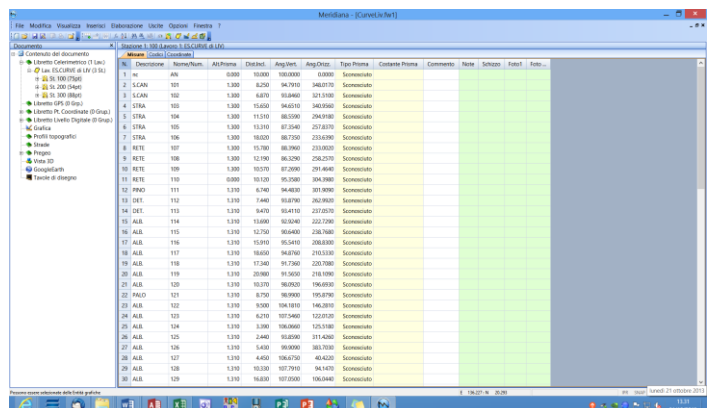 Meridiana - [CurveLiv.fw1]
File Modifica Visualizza Inserisci Elaborazione Uscite Opzioni Finestra ?
Documento
Contenuto del documento
Libretto Celerimetrico (1 Lav.)
Lav. ES.CURVE di LIV (3 St.)
St. 100 (75pt)
St. 200 (54pt)
St. 300 (88pt)
Libretto GPS (0 Grp.)
Libretto Pt. Coordinate (0 Grup.)
Libretto Livello Digitale (0 Grup.)
Grafica
Profili topografici
Strade
Pregeo
Vista 3D
GoogleEarth
Tavole di disegno
Stazione 1: 100 (Lavoro 1: ES.CURVE di LIV)
Misure Codici Coordinate
N. Descrizione Nome/Num. Alt.Prisma Dist.Incl. Ang.Vert. Ang.Orizz. Tipo Prisma Costante Prisma Commento Note Schizzo Foto1 Foto ...
1 nc AN 0.000 10.000 100.0000 0.0000 Sconosciuto
2 S.CAN 101 1.300 8.250 94.7910 348.0170 Sconosciuto
3 S.CAN 102 1.300 6.870 93.8460 321.5100 Sconosciuto
4 STRA 103 1.300 15.650 94.6510 340.9560 Sconosciuto
5 STRA 104 1.300 11.510 88.5590 294.9180 Sconosciuto
6 STRA 105 1.300 13.310 87.3540 257.8370 Sconosciuto
7 STRA 106 1.300 18.020 88.7350 233.6390 Sconosciuto
8 RETE 107 1.300 15.780 88.3960 233.0020 Sconosciuto
9 RETE 108 1.300 12.190 86.3290 258.2570 Sconosciuto
10 RETE 109 1.300 10.570 87.2690 291.4640 Sconosciuto
11 RETE 110 0.000 10.120 95.3580 304.3980 Sconosciuto
12 PINO 111 1.310 6.740 94.4830 301.9090 Sconosciuto
13 DET. 112 1.310 7.440 93.8790 262.9920 Sconosciuto
14 DET. 113 1.310 9.470 93.4110 237.0570 Sconosciuto
15 ALB. 114 1.310 13.690 92.9240 222.7290 Sconosciuto
16 ALB. 115 1.310 12.750 90.6400 238.7680 Sconosciuto
17 ALB. 116 1.310 15.910 95.5410 208.8300 Sconosciuto
18 ALB. 117 1.310 18.650 94.8760 210.5330 Sconosciuto
19 ALB. 118 1.310 17.340 91.7360 220.7080 Sconosciuto
20 ALB. 119 1.310 20.980 91.5650 218.1090 Sconosciuto
21 ALB. 120 1.310 10.370 98.0920 196.6930 Sconosciuto
22 PALO 121 1.310 8.750 98.9900 195.8790 Sconosciuto
23 ALB. 122 1.310 9.500 104.1810 146.2810 Sconosciuto
24 ALB. 123 1.310 6.210 107.5460 122.0120 Sconosciuto
25 ALB. 124 1.310 3.390 106.0660 125.5180 Sconosciuto
26 ALB. 125 1.310 2.440 93.8590 311.4260 Sconosciuto
27 ALB. 126 1.310 5.430 99.9090 383.7030 Sconosciuto
28 ALB. 127 1.310 4.450 106.6750 40.4220 Sconosciuto
29 ALB. 128 1.310 10.330 107.7910 94.1470 Sconosciuto
30 ALB. 129 1.310 16.830 107.0500 106.0440 Sconosciuto
Possono essere selezionate delle Entità grafiche
lunedì 21 ottobre 2013
13.31